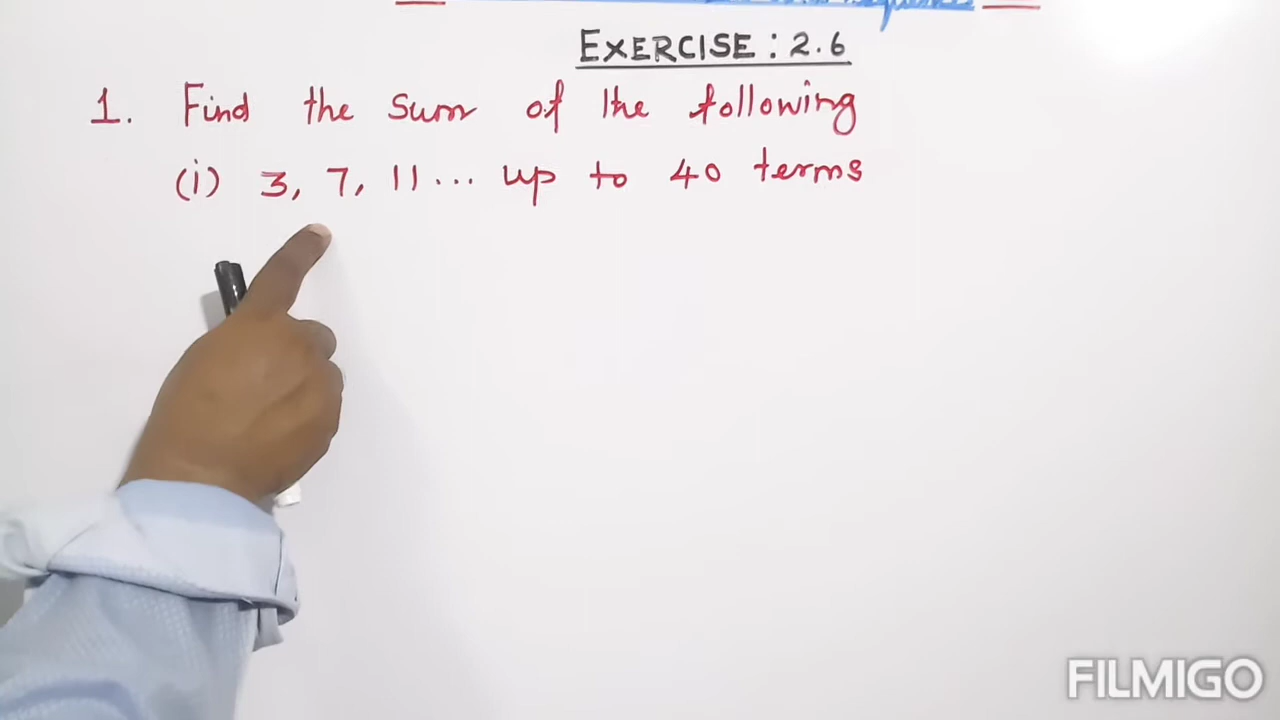 EXERCISE: 2.6
1. Find the sum of the following
(i) 3, 7, 11... up to 40 terms
FILMIGO